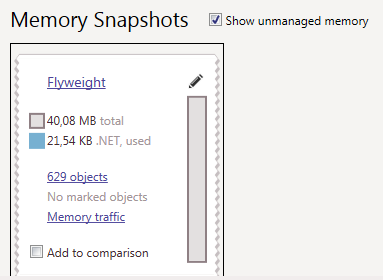 Memory Snapshots
Show unmanaged memory
Flyweight
40,08 MB total
21,54 KB .NET, used
629 objects
No marked objects
Memory traffic
Add to comparison